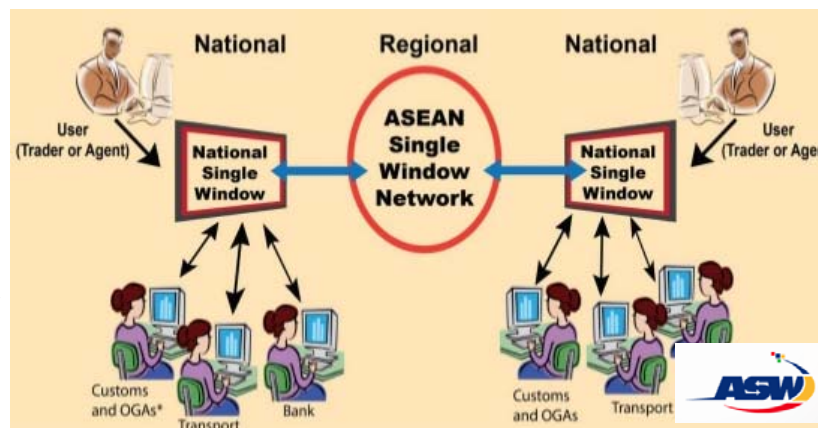 National
Regional
National
User
(Trader or Agent)
National
Single
Window
ASEAN
Single
Window
Network
National
Single
Window
User
(Trader or Age
Customs
and OGAs*
Transport
Bank
Customs
and OGAs
Transport
ASW